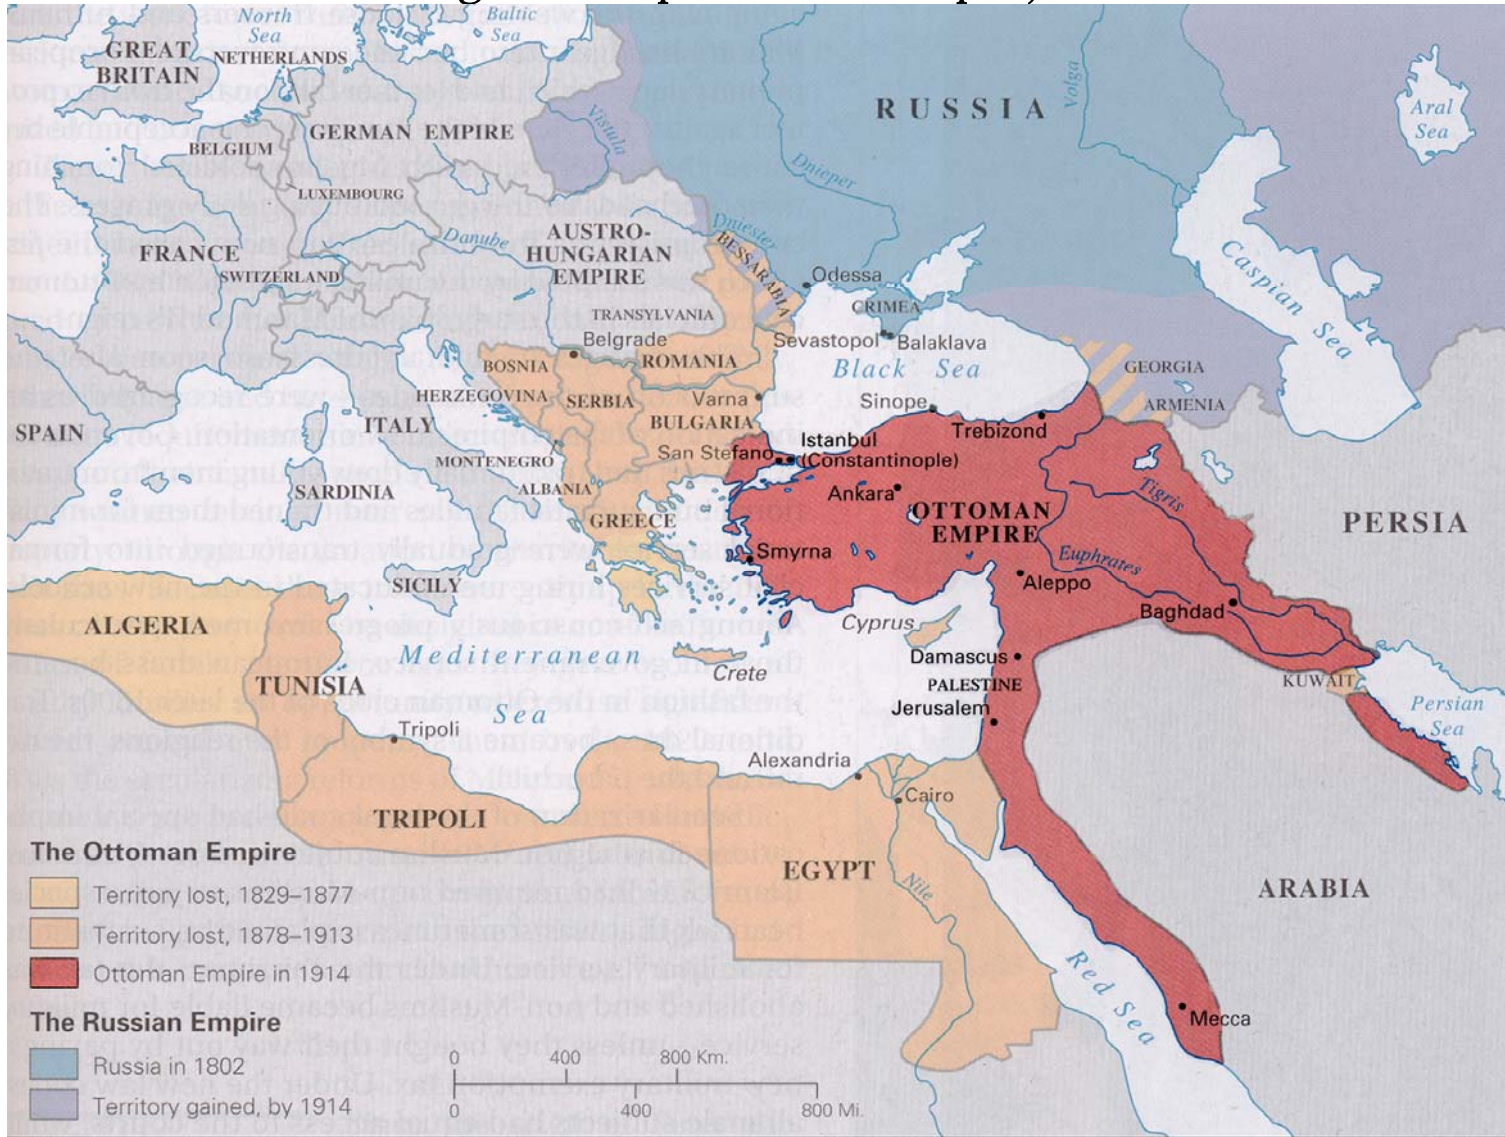 North
Sea
Baltic
Sea
GREAT
BRITAIN
NETHERLANDS
RUSSIA
Volga
Aral
Sea
GERMAN EMPIRE
Vistula
BELGIUM
Dnieper
LUXEMBOURG
Danube
AUSTRO-
HUNGARIAN
EMPIRE
Dniester
BESSARABIA
FRANCE
SWITZERLAND
Odessa
Caspian Sea
CRIMEA
TRANSYLVANIA
Belgrade
Sevastopol
Balaklava
BOSNIA
ROMANIA
Black Sea
GEORGIA
HERZEGOVINA
SERBIA
Varna
Sinope
ARMENIA
SPAIN
ITALY
BULGARIA
Trebizond
MONTENEGRO
San Stefano
Istanbul
(Constantinople)
SARDINIA
ALBANIA
Ankara
Tigris
GREECE
OTTOMAN
EMPIRE
PERSIA
Smyrna
Euphrates
SICILY
Aleppo
Baghdad
ALGERIA
Cyprus
Mediterranean
Sea
Crete
Damascus
TUNISIA
PALESTINE
KUWAIT
Jerusalem
Persian
Sea
Tripoli
Alexandria
Cairo
TRIPOLI
EGYPT
Nile
ARABIA
Red Sea
Mecca
The Ottoman Empire
Territory lost, 1829–1877
Territory lost, 1878–1913
Ottoman Empire in 1914
The Russian Empire
Russia in 1802
Territory gained, by 1914
0 400 800 Km.
0 400 800 Mi.